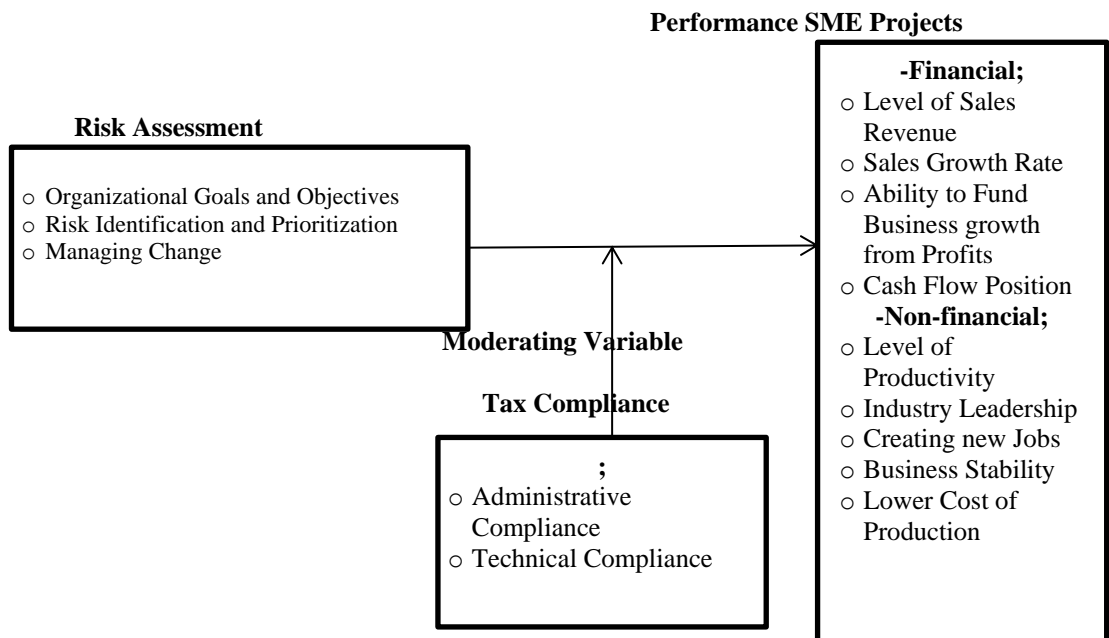 Performance SME Projects
Risk Assessment
o Organizational Goals and Objectives
o Risk Identification and Prioritization
o Managing Change
Moderating Variable
Tax Compliance
;
o Administrative
Compliance
o Technical Compliance
-Financial;
o Level of Sales
Revenue
o Sales Growth Rate
o Ability to Fund
Business growth
from Profits
o Cash Flow Position
-Non-financial;
o Level of
Productivity
o Industry Leadership
o Creating new Jobs
o Business Stability
o Lower Cost of
Production